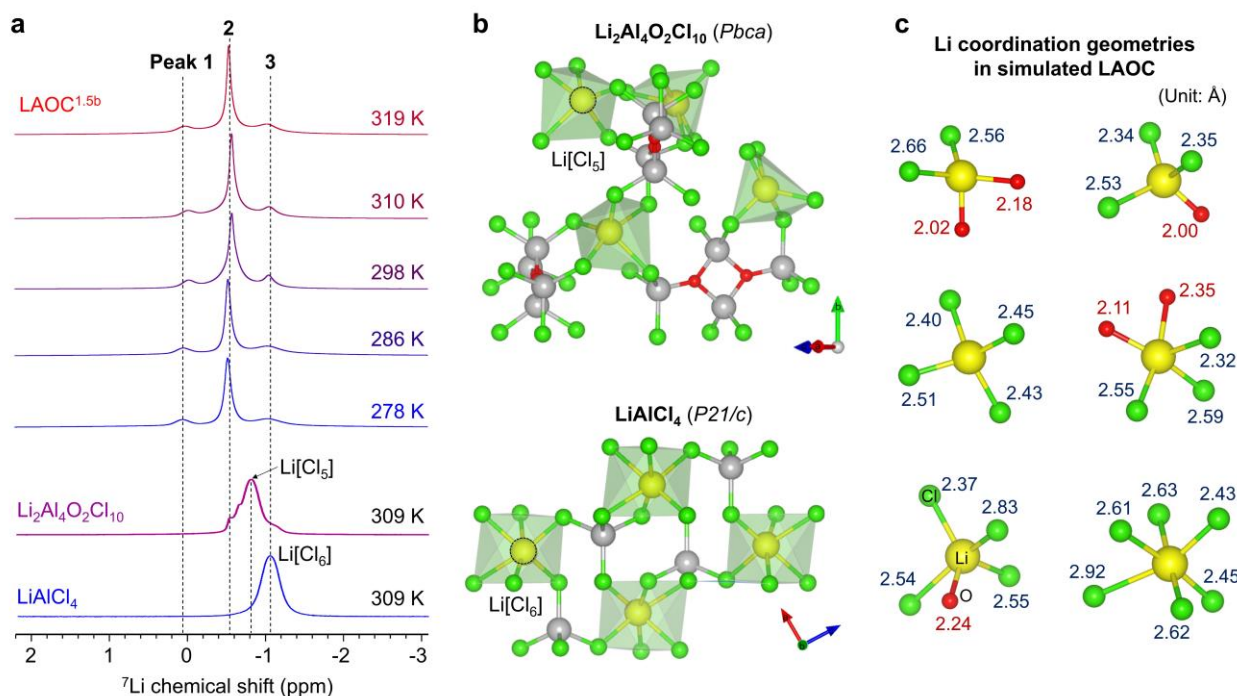 a
Peak 1
2
3
LAOC1.5b
319 K
310 K
298 K
286 K
278 K
Li[Cl5]
Li2Al4O2Cl10
309 K
Li[Cl6]
LiAlCl4
309 K
2
1
0
-1
-2
-3
7Li chemical shift (ppm)
b
Li2Al4O2Cl10 (Pbca)
Li[Cl5]
b
LiAlCl4 (P21/c)
Li[Cl6]
c
Li coordination geometries
in simulated LAOC
(Unit: Å)
2.66
2.56
2.18
2.02
2.34
2.35
2.53
2.00
2.40
2.45
2.51
2.43
2.11
2.35
2.32
2.55
2.59
Cl
2.37
2.83
Li
2.54
O
2.55
2.24
2.61
2.63
2.43
2.92
2.45
2.62